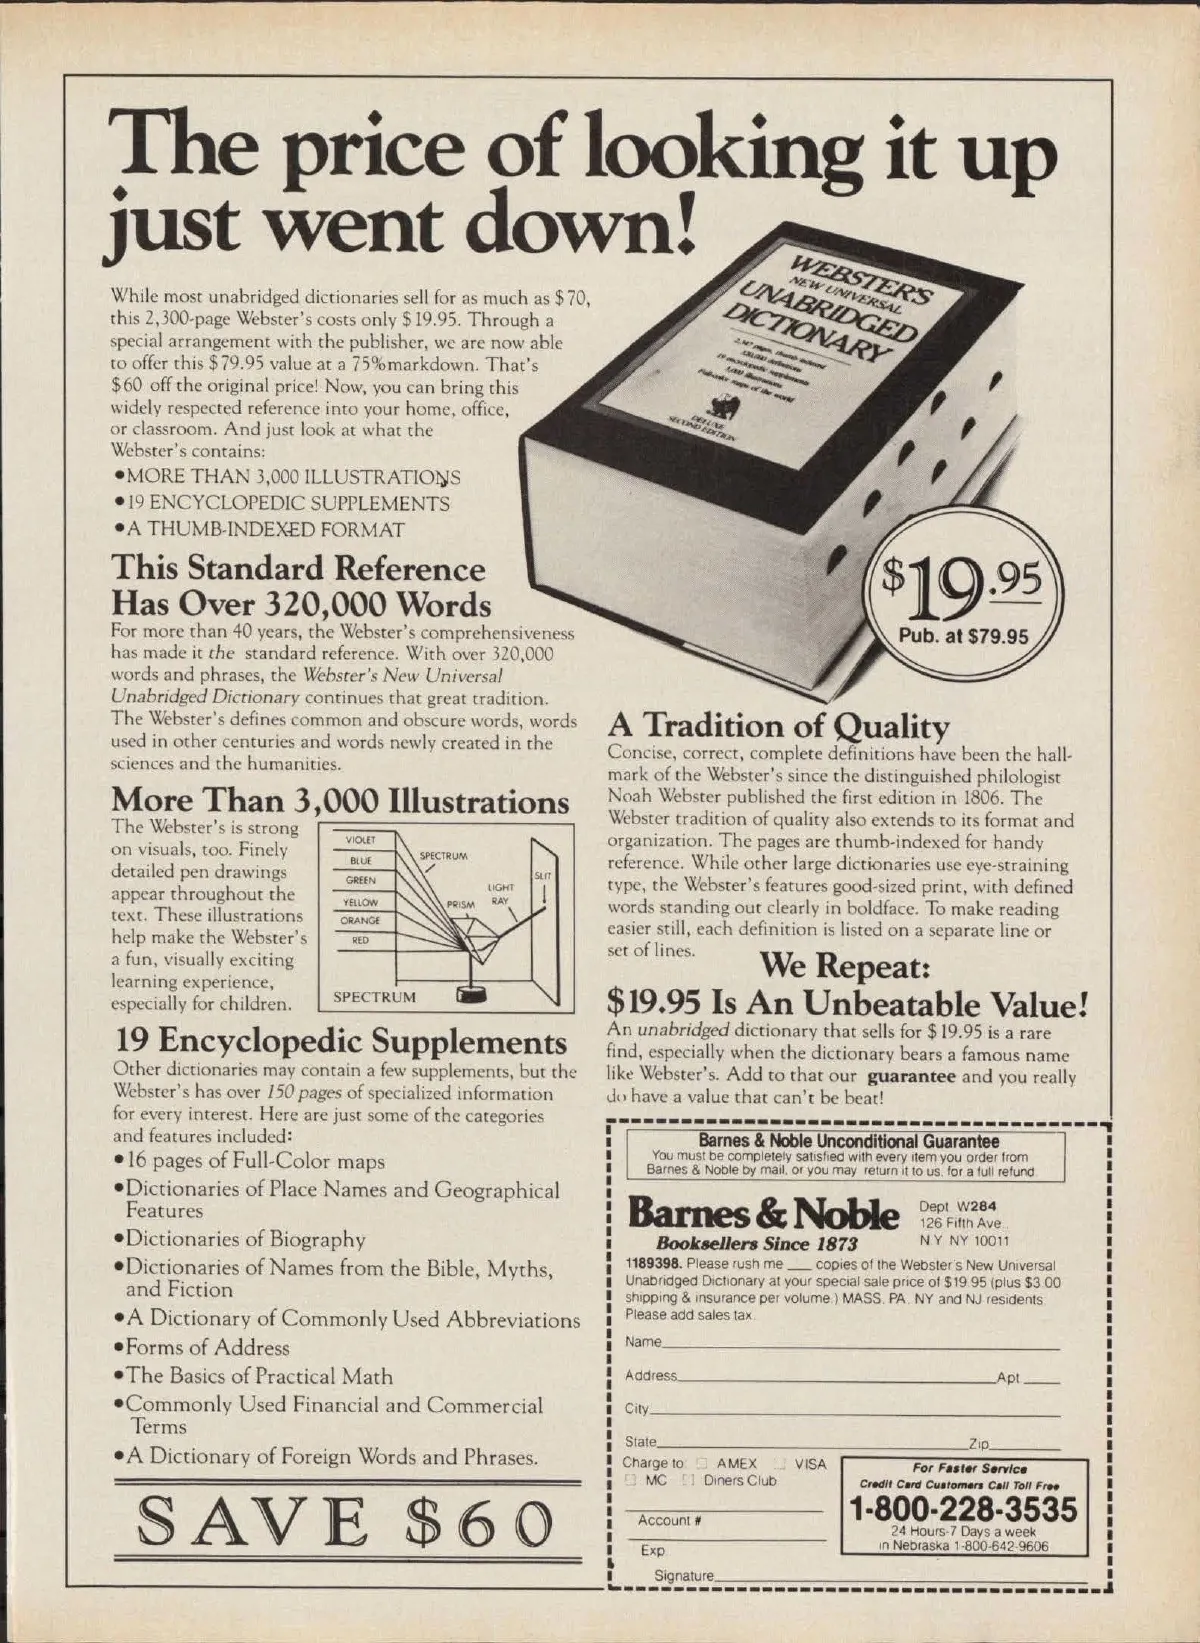 The price of looking it up
just went down!
While most unabridged dictionaries sell for as much as $70,
this 2,300-page Webster's costs only $19.95. Through a
special arrangement with the publisher, we are now able
to offer this $79.95 value at a 75%markdown. That's
$60 off the original price! Now, you can bring this
widely respected reference into your home, office,
or classroom. And just look at what the
Webster's contains:
•MORE THAN 3,000 ILLUSTRATIONS
•19 ENCYCLOPEDIC SUPPLEMENTS
•A THUMB-INDEXED FORMAT
WEBSTER'S
NEW UNIVERSAL
UNABRIDGED
DICTIONARY
2,347 pages, thumb-indexed
320,000 definitions
19 encyclopedic supplements
3,000 illustrations
Full-color maps of the world
DELUXE
SECOND EDITION
$19.95
Pub. at $79.95
This Standard Reference
Has Over 320,000 Words
For more than 40 years, the Webster's comprehensiveness
has made it the standard reference. With over 320,000
words and phrases, the Webster's New Universal
Unabridged Dictionary continues that great tradition.
The Webster's defines common and obscure words, words
used in other centuries and words newly created in the
sciences and the humanities.
More Than 3,000 Illustrations
The Webster's is strong
on visuals, too. Finely
detailed pen drawings
appear throughout the
text. These illustrations
help make the Webster's
a fun, visually exciting
learning experience,
especially for children.
VIOLET
BLUE
GREEN
YELLOW
ORANGE
RED
SPECTRUM
PRISM
LIGHT
RAY
SLIT
SPECTRUM
19 Encyclopedic Supplements
Other dictionaries may contain a few supplements, but the
Webster's has over 150 pages of specialized information
for every interest. Here are just some of the categories
and features included:
•16 pages of Full-Color maps
•Dictionaries of Place Names and Geographical
Features
•Dictionaries of Biography
•Dictionaries of Names from the Bible, Myths,
and Fiction
•A Dictionary of Commonly Used Abbreviations
•Forms of Address
•The Basics of Practical Math
•Commonly Used Financial and Commercial
Terms
•A Dictionary of Foreign Words and Phrases.
SAVE $60
A Tradition of Quality
Concise, correct, complete definitions have been the hall-
mark of the Webster's since the distinguished philologist
Noah Webster published the first edition in 1806. The
Webster tradition of quality also extends to its format and
organization. The pages are thumb-indexed for handy
reference. While other large dictionaries use eye-straining
type, the Webster's features good-sized print, with defined
words standing out clearly in boldface. To make reading
easier still, each definition is listed on a separate line or
set of lines.
We Repeat:
$19.95 Is An Unbeatable Value!
An unabridged dictionary that sells for $19.95 is a rare
find, especially when the dictionary bears a famous name
like Webster's. Add to that our guarantee and you really
do have a value that can't be beat!
Barnes & Noble Unconditional Guarantee
You must be completely satisfied with every item you order from
Barnes & Noble by mail, or you may return it to us, for a full refund.
Barnes & Noble
Booksellers Since 1873
Dept. W284
126 Fifth Ave.
N Y NY 10011
1189398. Please rush me ___ copies of the Webster's New Universal
Unabridged Dictionary at your special sale price of $19.95 (plus $3.00
shipping & insurance per volume.) MASS. PA. NY and NJ residents
Please add sales tax.
Name
Address Apt
City
State Zip
Charge to: AMEX VISA
MC Diners Club
Account #
Exp
Signature
For Faster Service
Credit Card Customers Call Toll Free
1-800-228-3535
24 Hours-7 Days a week
in Nebraska 1-800-642-9606